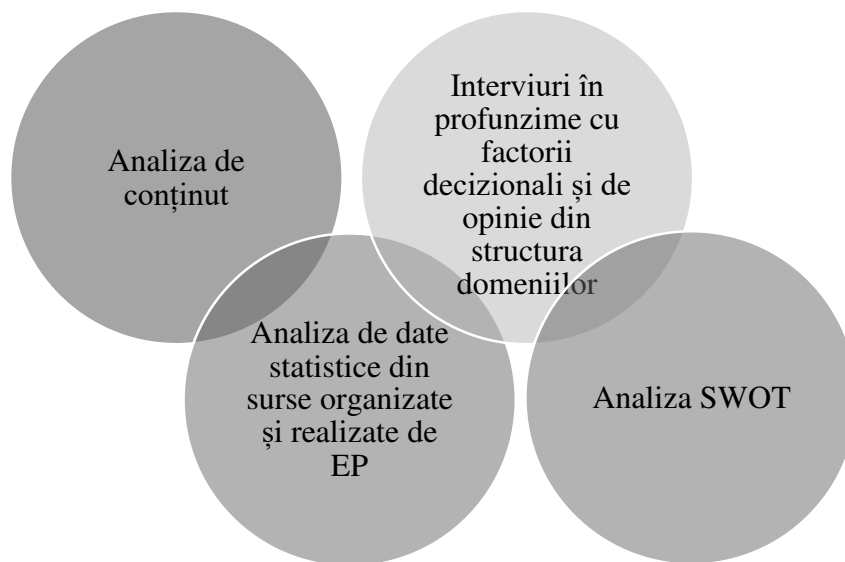 Analiza de
conținut
Interviuri în
profunzime cu
factorii
decizionali și de
opinie din
structura
domeniilor
Analiza de date
statistice din
surse organizate
și realizate de
EP
Analiza SWOT